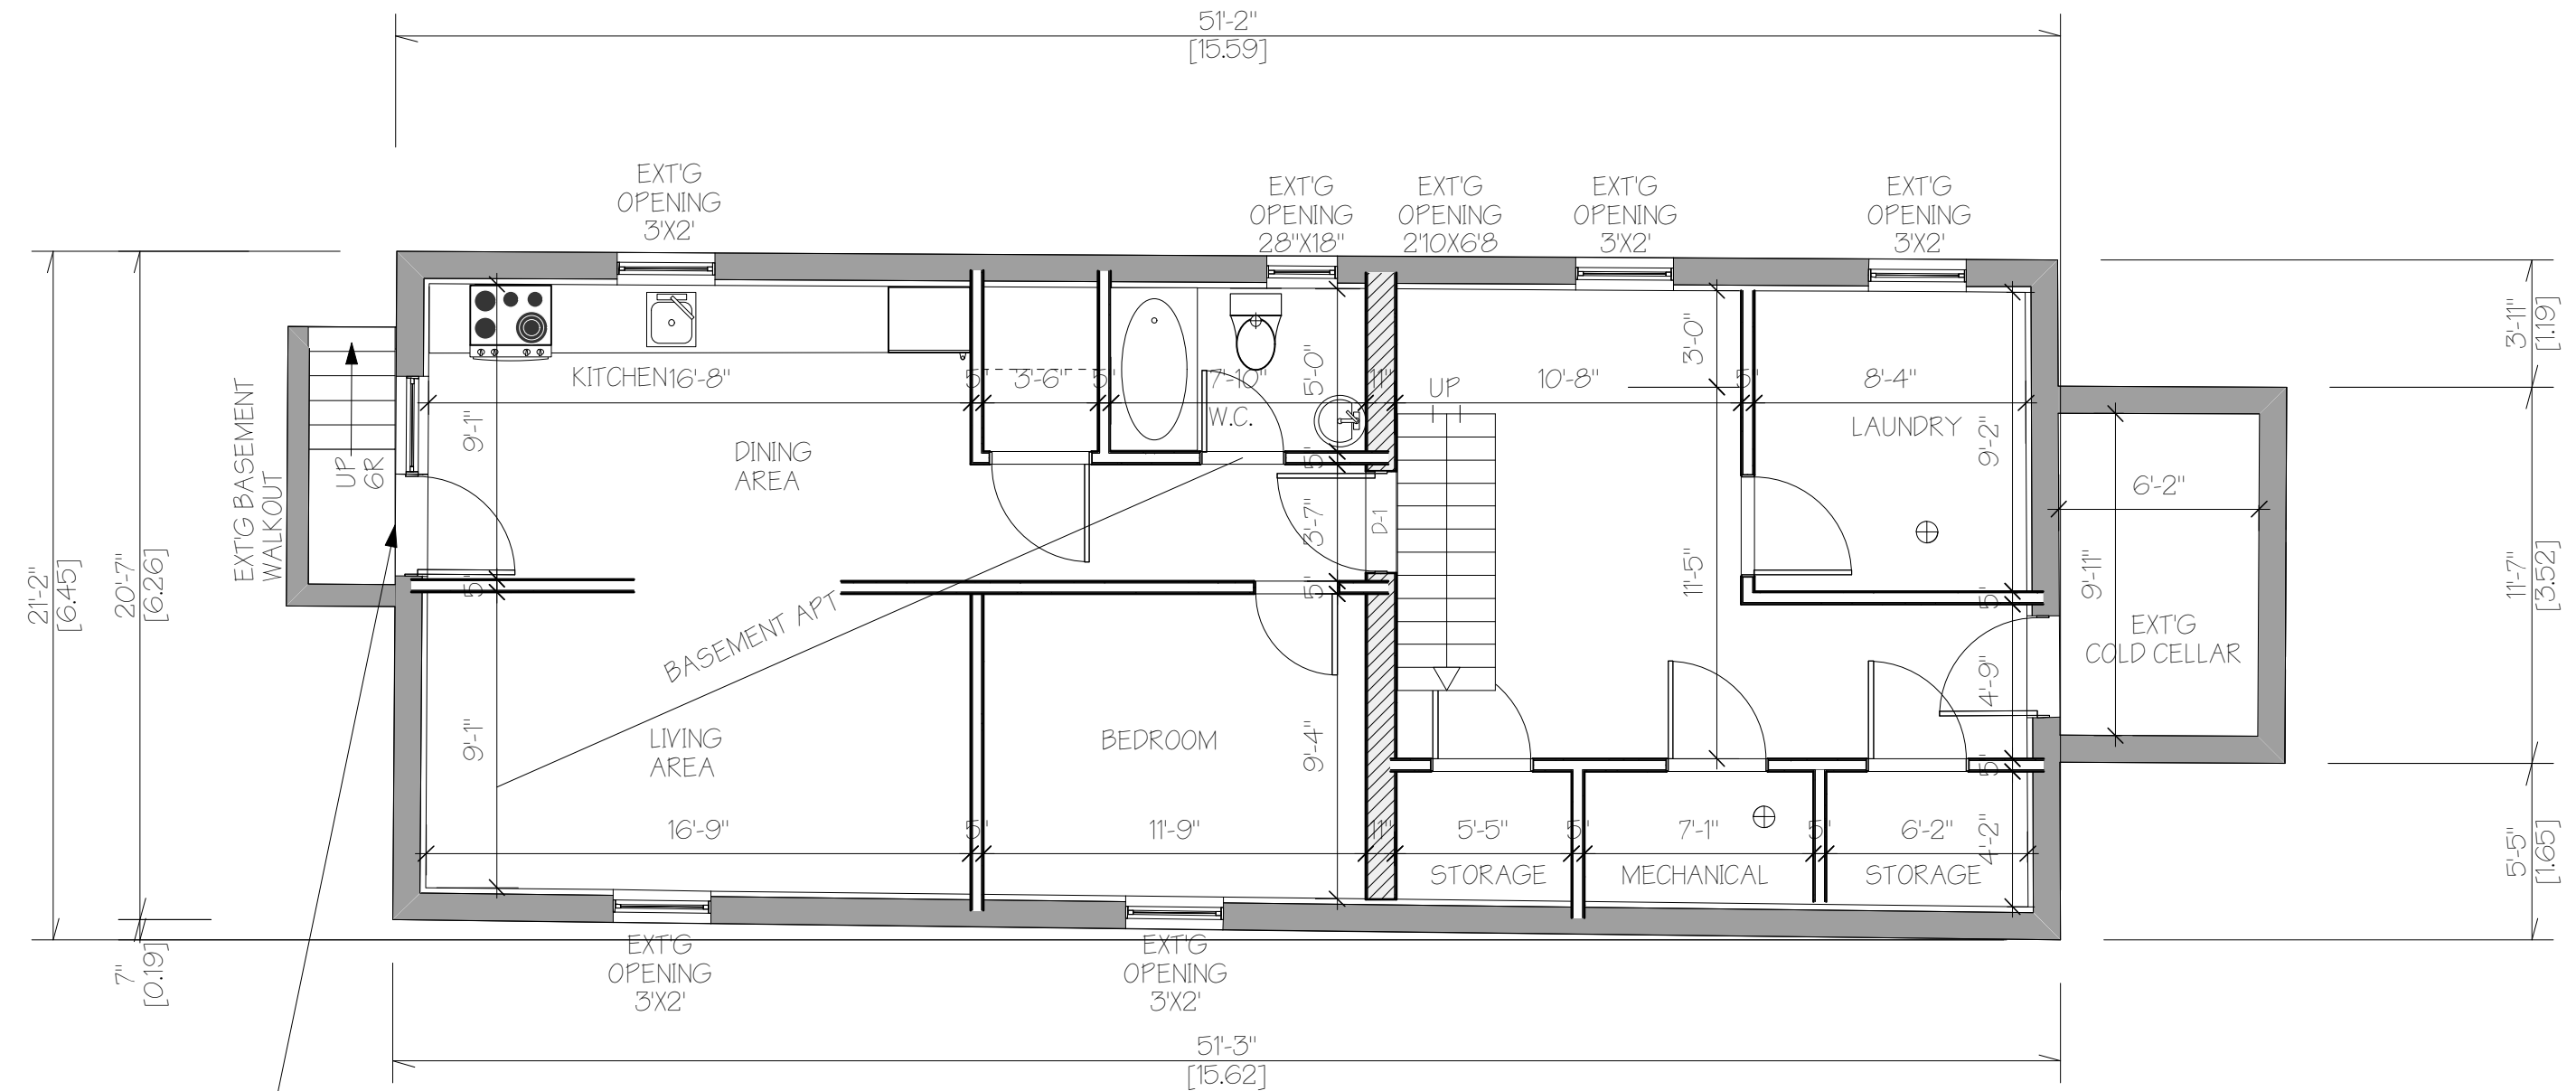 51'-2"
[15.59]
EXT'G
OPENING
3'X2'
EXT'G
OPENING
28"X18"
EXT'G
OPENING
2'10X6'8
EXT'G
OPENING
3'X2'
EXT'G
OPENING
3'X2'
21'-2"
[6.45]
20'-7"
[6.26]
7"
[0.19]
EXT'G BASEMENT
WALKOUT
UP
6R
KITCHEN
16'-8"
5"
3'-6"
5"
7'-10"
11"
10'-8"
5"
8'-4"
9'-1"
DINING
AREA
W.C.
5'-0"
5"
3'-7"
5"
D-1
UP
3'-0"
11'-5"
LAUNDRY
9'-2"
5"
4'-9"
5"
4'-2"
6'-2"
9'-11"
EXT'G
COLD CELLAR
3'-11"
[1.19]
11'-7"
[3.52]
5'-5"
[1.65]
5"
BASEMENT APT
9'-1"
LIVING
AREA
BEDROOM
9'-4"
16'-9"
5"
11'-9"
11"
5'-5"
5"
7'-1"
5"
6'-2"
STORAGE
MECHANICAL
STORAGE
EXT'G
OPENING
3'X2'
EXT'G
OPENING
3'X2'
51'-3"
[15.62]